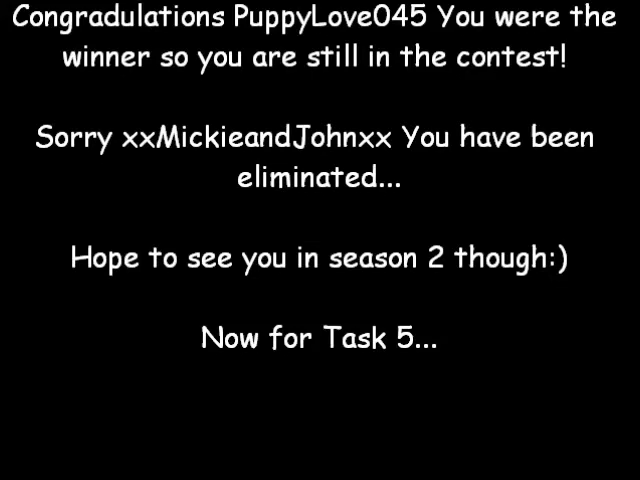 Congradulations PuppyLove045 You were the
winner so you are still in the contest!
Sorry xxMickieandJohnxx You have been
eliminated...
Hope to see you in season 2 though:)
Now for Task 5...